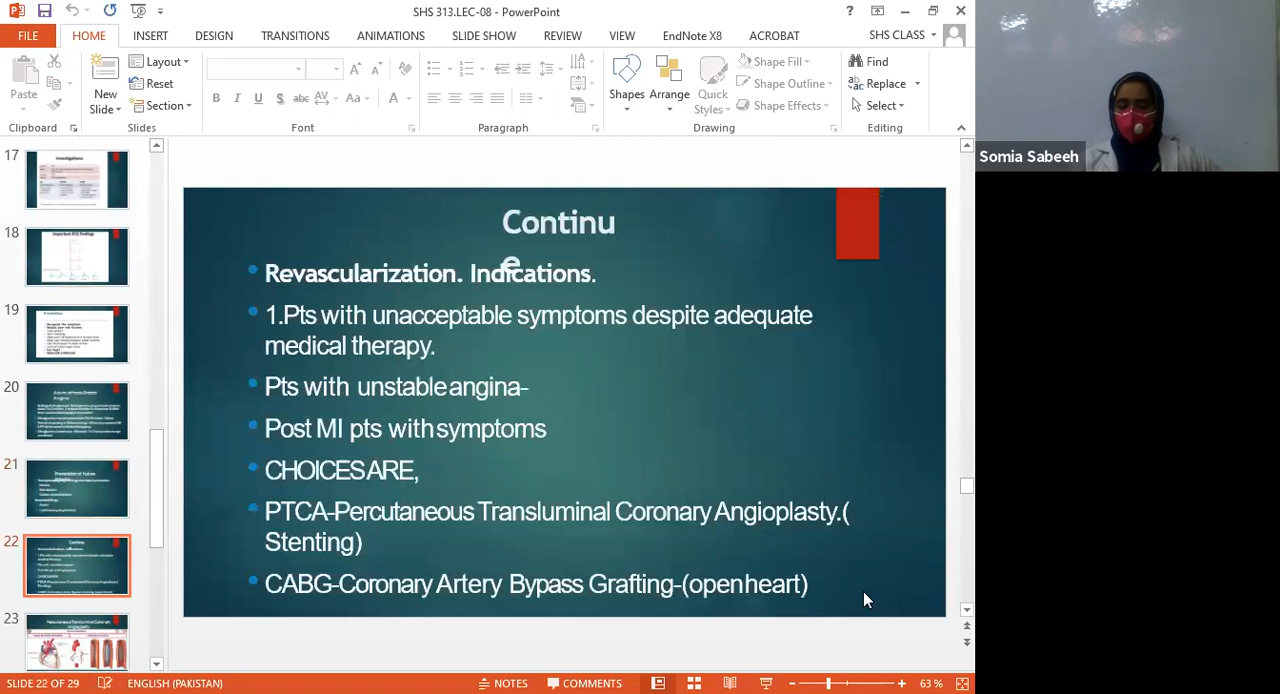 SHS 313.LEC-08 - PowerPoint
FILE HOME INSERT DESIGN TRANSITIONS ANIMATIONS SLIDE SHOW REVIEW VIEW EndNote X8 ACROBAT SHS CLASS
Paste
New
Slide
Layout
Reset
Section
Shapes
Arrange
Quick
Styles
Shape Fill
Shape Outline
Shape Effects
Find
Replace
Select
Clipboard Slides Font Paragraph Drawing Editing
17
Investigations
18
Important ECG findings
19
20
21
22
23
Continu
e
Revascularization. Indications.
1.Pts with unacceptable symptoms despite adequate
medical therapy.
Pts with unstable angina-
Post MI pts with symptoms
CHOICES ARE,
PTCA-Percutaneous Transluminal Coronary Angioplasty.(
Stenting)
CABG-Coronary Artery Bypass Grafting-(open heart)
Somia Sabeeh
SLIDE 22 OF 29 ENGLISH (PAKISTAN) NOTES COMMENTS 63 %